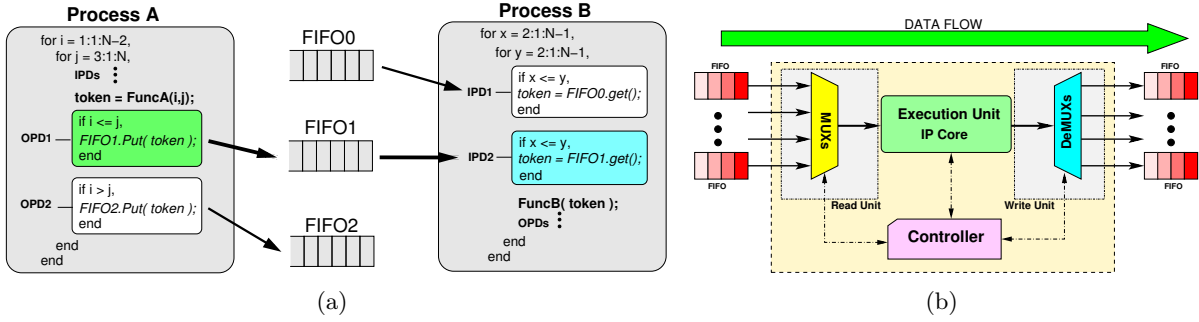 Process A
for i = 1:1:N−2,
for j = 3:1:N,
IPDs
token = FuncA(i,j);
OPD1
if i <= j,
FIFO1.Put( token );
end
OPD2
if i > j,
FIFO2.Put( token );
end
end
end
FIFO0
FIFO1
FIFO2
Process B
for x = 2:1:N−1,
for y = 2:1:N−1,
IPD1
if x <= y,
token = FIFO0.get();
end
IPD2
if x <= y,
token = FIFO1.get();
end
FuncB( token );
OPDs
end
end
(a)
DATA FLOW
FIFO
FIFO
MUXs
Read Unit
Execution Unit
IP Core
Controller
DeMUXs
Write Unit
FIFO
FIFO
(b)